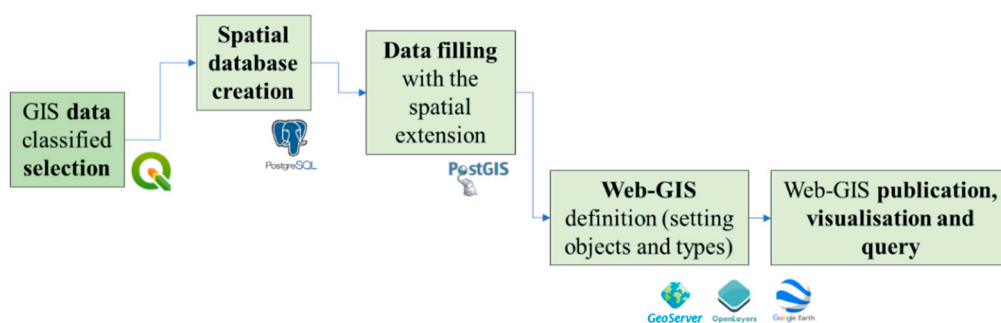 GIS data
classified
selection
Spatial
database
creation
PostgreSQL
Data filling
with the
spatial
extension
PostGIS
Web-GIS
definition (setting
objects and types)
GeoServer
OpenLayers
Google Earth
Web-GIS publication,
visualisation and
query